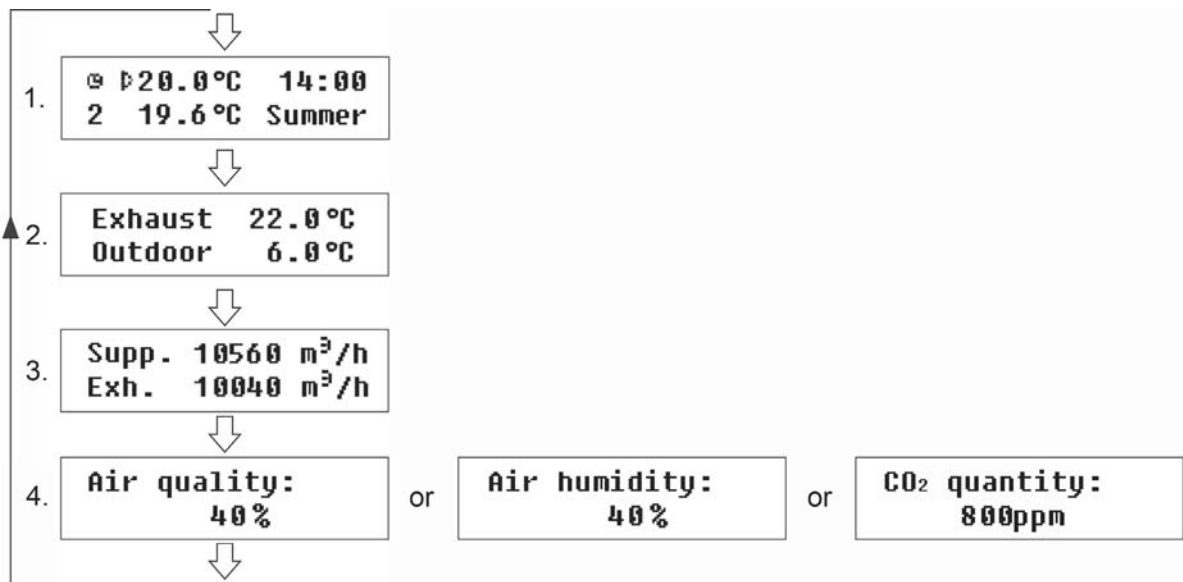 1.
◷ ▷20.0°C 14:00
2 19.6°C Summer
2.
Exhaust 22.0°C
Outdoor 6.0°C
3.
Supp. 10560 m³/h
Exh. 10040 m³/h
4.
Air quality:
40%
or
Air humidity:
40%
or
CO₂ quantity:
800ppm